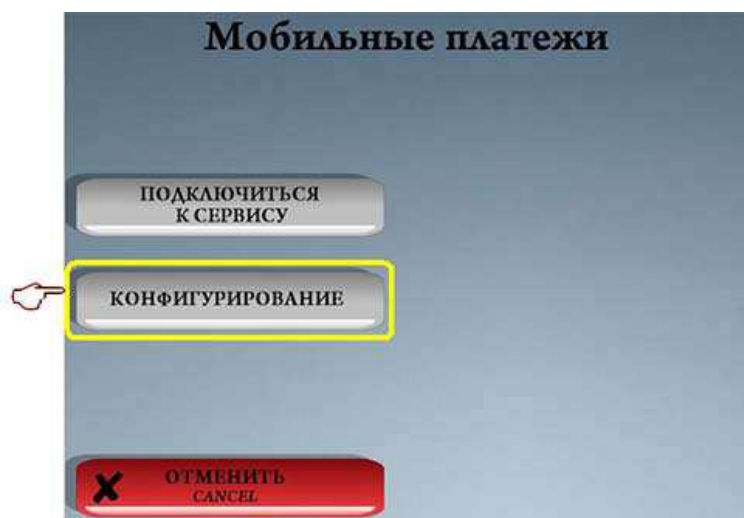 Мобильные платежи
ПОДКЛЮЧИТЬСЯ
К СЕРВИСУ
КОНФИГУРИРОВАНИЕ
ОТМЕНИТЬ
CANCEL